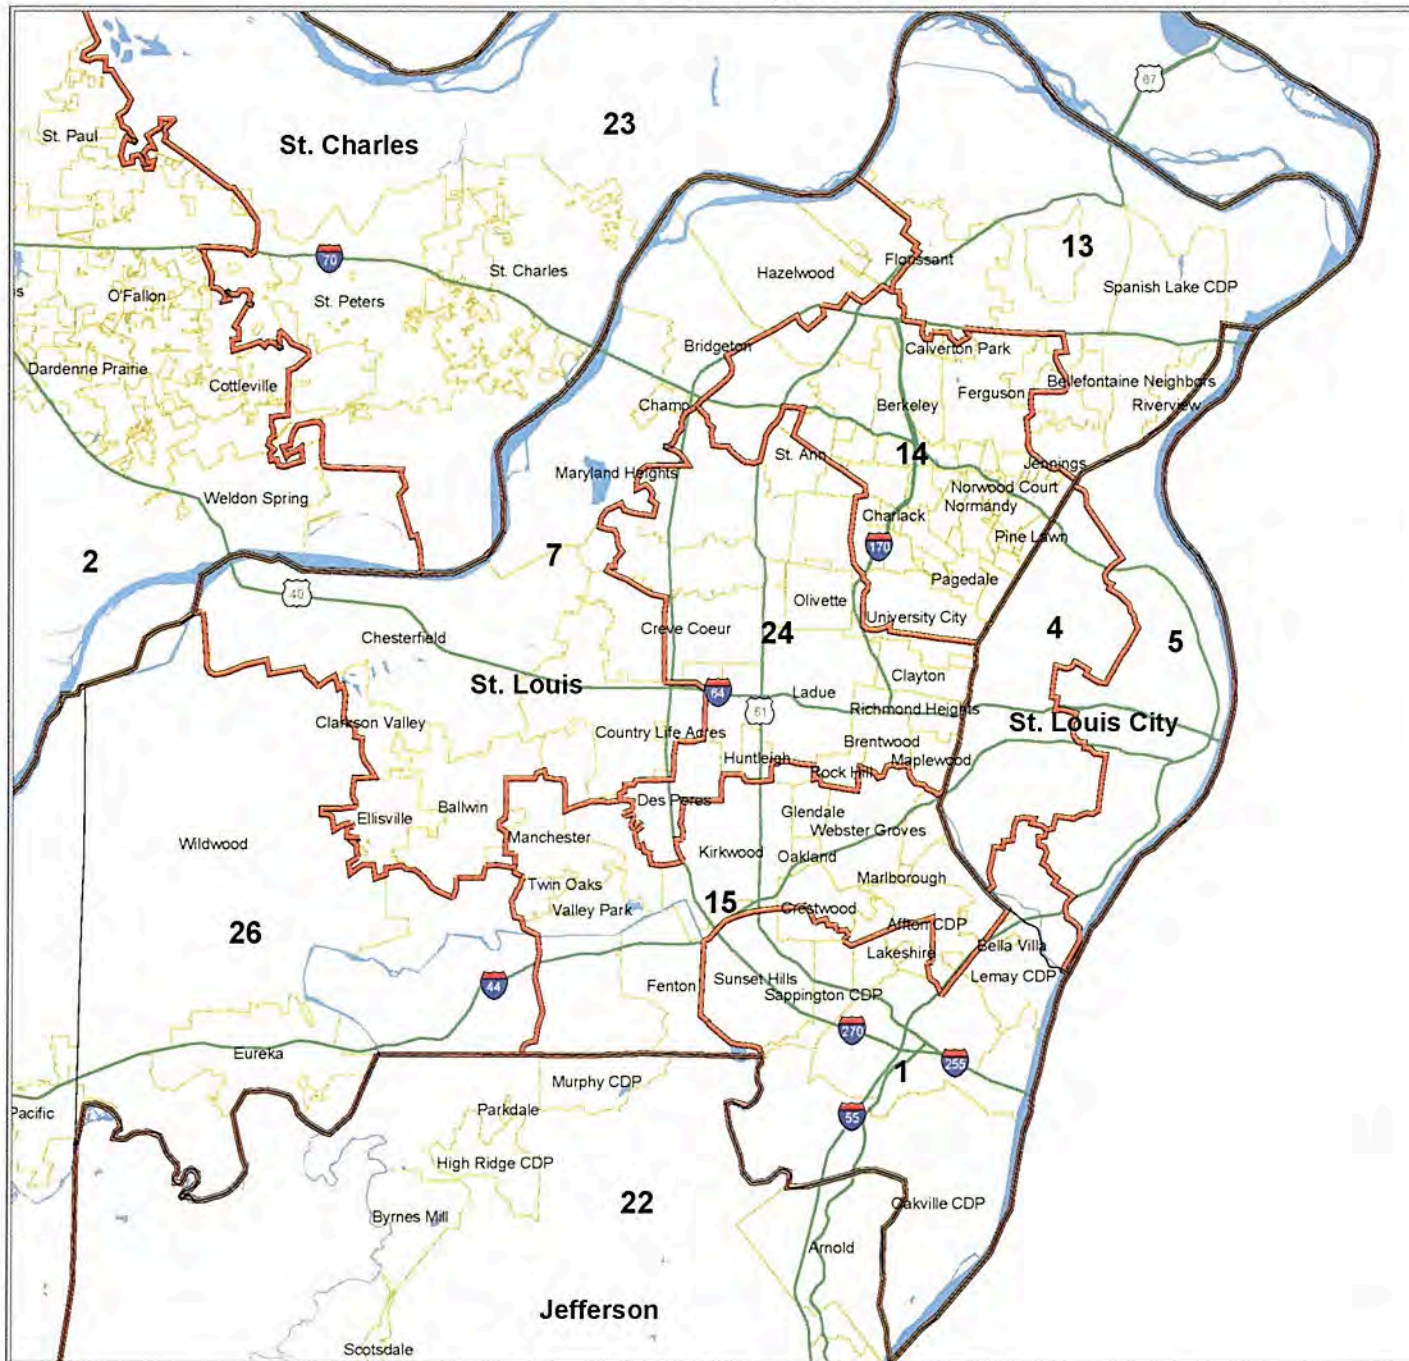 67
23
St. Paul
St. Charles
13
Florissant
Hazelwood
70
St. Charles
Spanish Lake CDP
O'Fallon
St. Peters
Bridgeton
Calverton Park
Dardenne Prairie
Cottleville
Bellefontaine Neighbors
Ferguson
Champ
Berkeley
Riverview
St. Ann
14
Jennings
Maryland Heights
Norwood Court
Weldon Spring
Normandy
Charlack
Pine Lawn
170
2
7
Pagedale
40
Olivette
University City
Creve Coeur
24
4
Chesterfield
5
Clayton
St. Louis
64
Ladue
61
Richmond Heights
Clarkson Valley
St. Louis City
Country Life Acres
Brentwood
Huntleigh
Maplewood
Rock Hill
Des Peres
Ballwin
Glendale
Ellisville
Webster Groves
Manchester
Wildwood
Kirkwood
Oakland
Marlborough
Twin Oaks
15
Valley Park
Crestwood
Affton CDP
26
Bella Villa
Lakeshire
Sunset Hills
Lemay CDP
44
Fenton
Sappington CDP
270
Eureka
255
1
Murphy CDP
Pacific
Parkdale
55
High Ridge CDP
22
Oakville CDP
Byrnes Mill
Arnold
Jefferson
Scotsdale